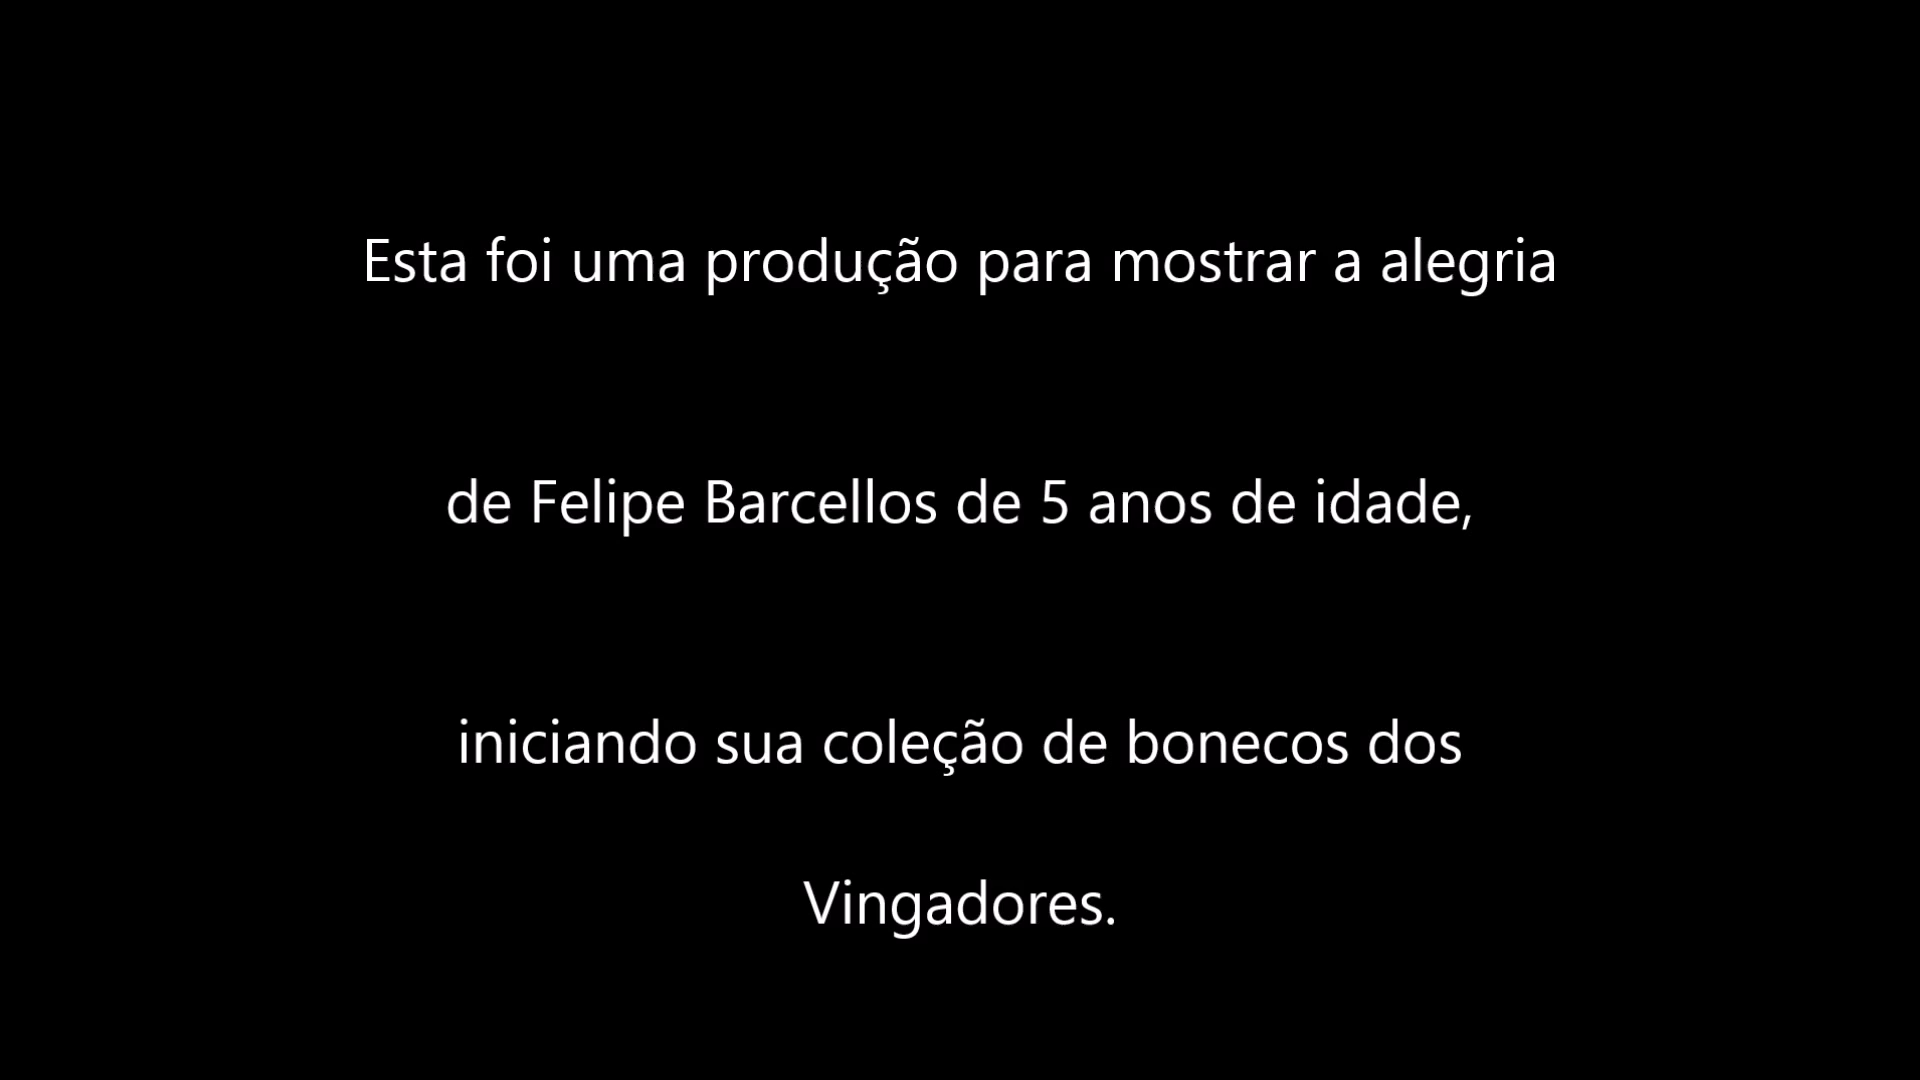 Esta foi uma produção para mostrar a alegria
de Felipe Barcellos de 5 anos de idade,
iniciando sua coleção de bonecos dos
Vingadores.